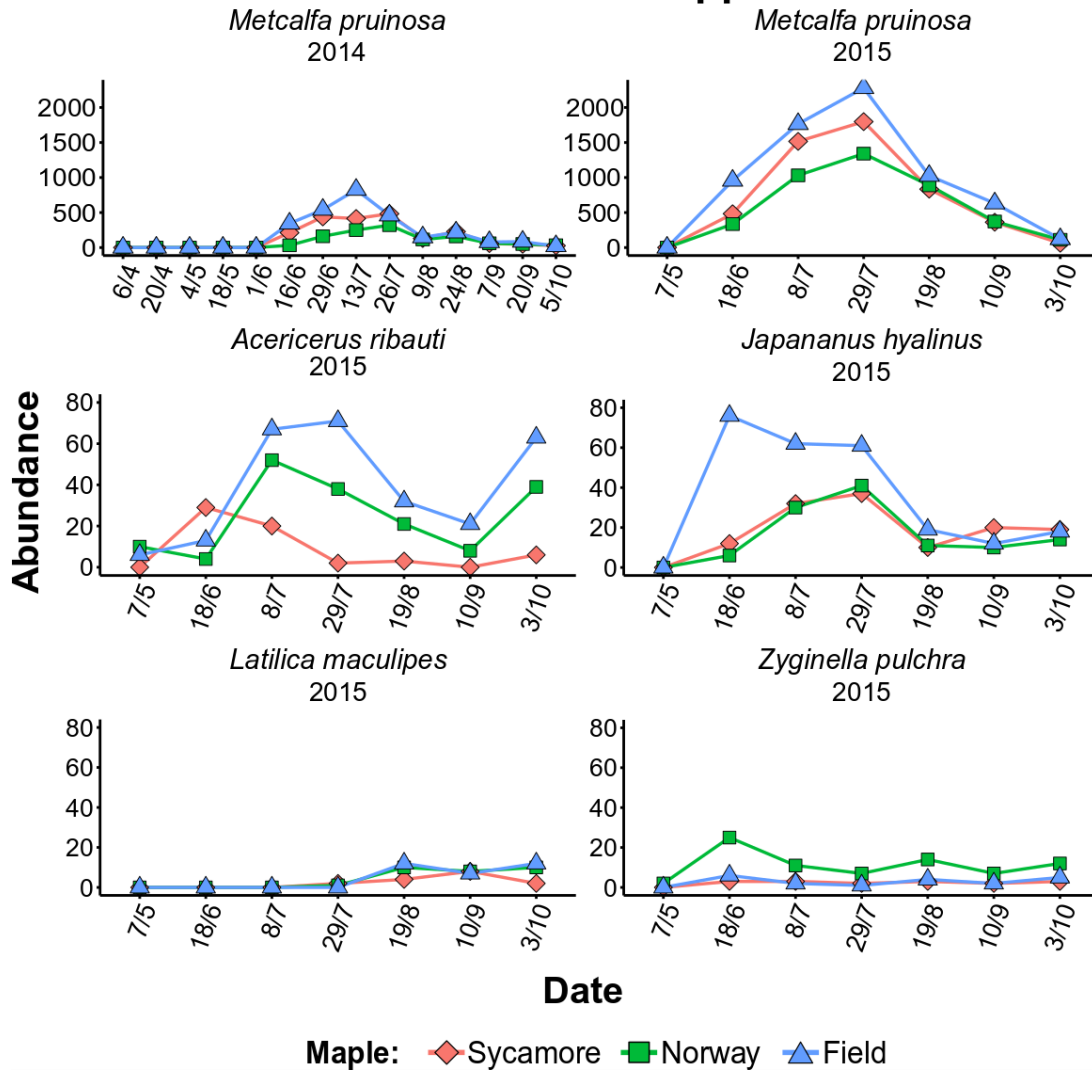 Metcalfa pruinosa
2014
2000
1500
1000
500
0
6/4 20/4 4/5 18/5 1/6 16/6 29/6 13/7 26/7 9/8 24/8 7/9 20/9 5/10
Metcalfa pruinosa
2015
2000
1500
1000
500
0
7/5 18/6 8/7 29/7 19/8 10/9 3/10
Abundance
Acericerus ribauti
2015
80
60
40
20
0
7/5 18/6 8/7 29/7 19/8 10/9 3/10
Japananus hyalinus
2015
80
60
40
20
0
7/5 18/6 8/7 29/7 19/8 10/9 3/10
Latilica maculipes
2015
80
60
40
20
0
7/5 18/6 8/7 29/7 19/8 10/9 3/10
Zyginella pulchra
2015
80
60
40
20
0
7/5 18/6 8/7 29/7 19/8 10/9 3/10
Date
Maple: Sycamore Norway Field